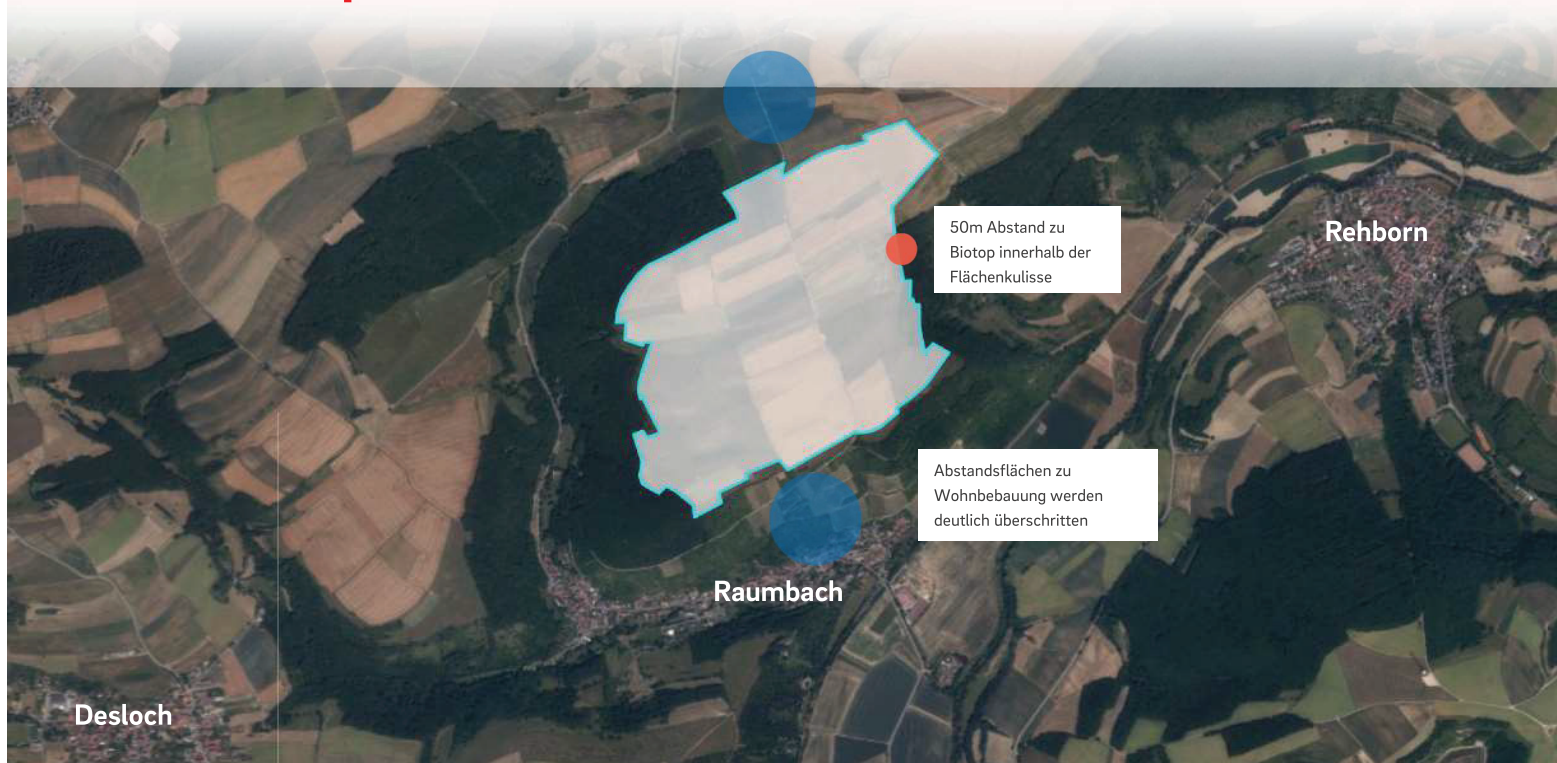 50m Abstand zu
Biotop innerhalb der
Flächenkulisse
Rehborn
Abstandsflächen zu
Wohnbebauung werden
deutlich überschritten
Raumbach
Desloch